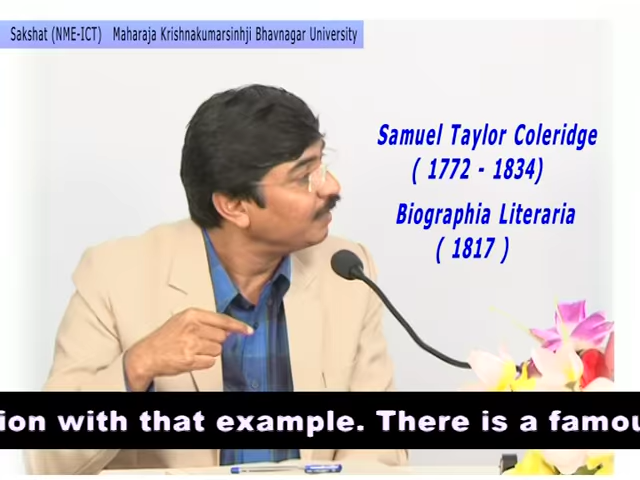 Sakshat (NME-ICT) Maharaja Krishnakumarsinhji Bhavnagar University
Samuel Taylor Coleridge
( 1772 - 1834)
Biographia Literaria
( 1817 )
ion with that example. There is a famou